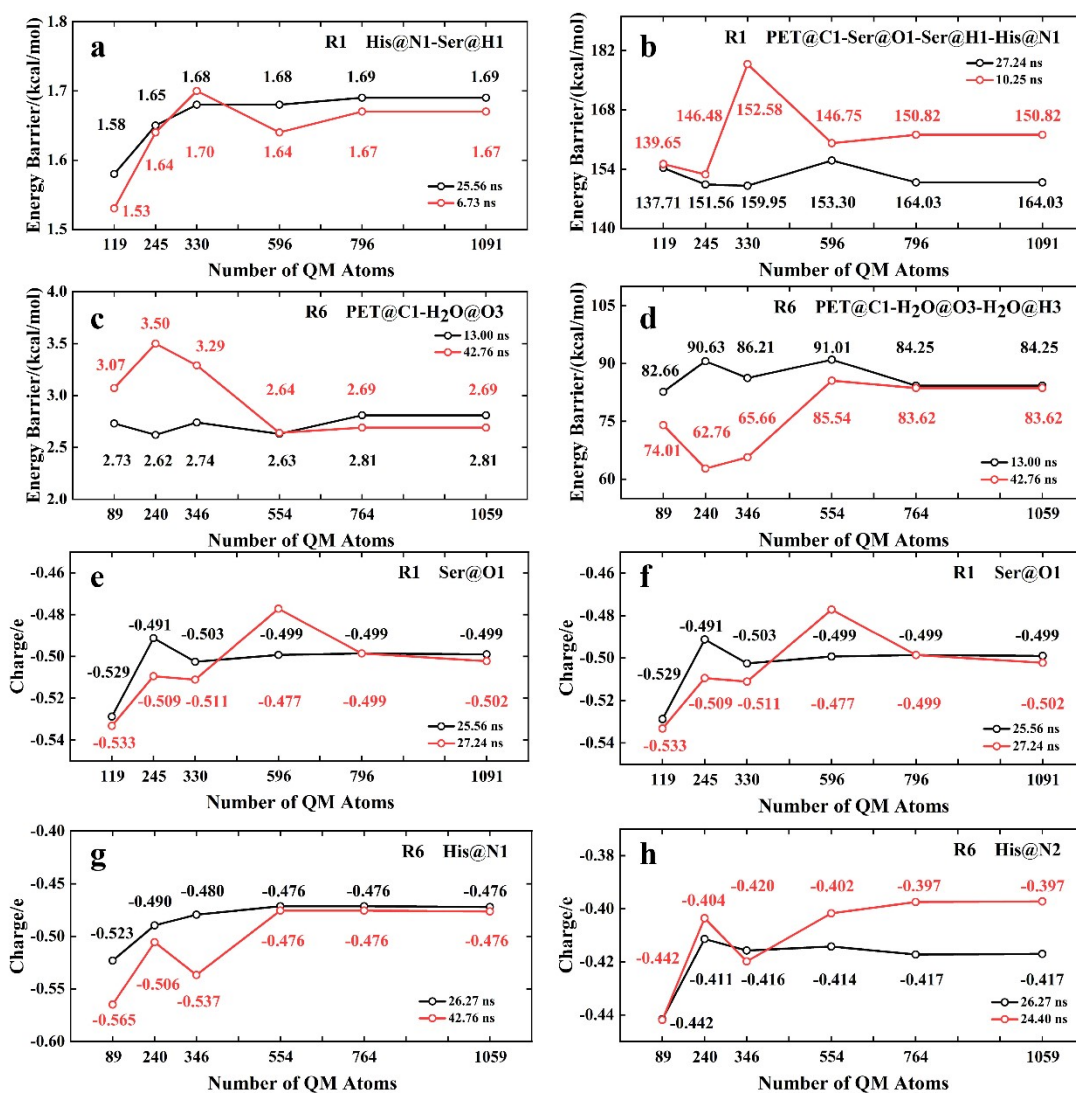 a
R1 His@N1-Ser@H1
Energy Barrier/(kcal/mol)
1.8
1.7
1.6
1.5
1.58
1.65
1.68
1.68
1.69
1.69
1.53
1.64
1.70
1.64
1.67
1.67
25.56 ns
6.73 ns
119 245 330 596 796 1091
Number of QM Atoms
b
R1 PET@C1-Ser@O1-Ser@H1-His@N1
27.24 ns
10.25 ns
Energy Barrier/(kcal/mol)
182
168
154
140
139.65
146.48
152.58
146.75
150.82
150.82
137.71
151.56
159.95
153.30
164.03
164.03
119 245 330 596 796 1091
Number of QM Atoms
c
R6 PET@C1-H₂O@O3
13.00 ns
42.76 ns
Energy Barrier/(kcal/mol)
4.0
3.5
3.0
2.5
2.0
3.07
3.50
3.29
2.64
2.69
2.69
2.73
2.62
2.74
2.63
2.81
2.81
89 240 346 554 764 1059
Number of QM Atoms
d
R6 PET@C1-H₂O@O3-H₂O@H3
Energy Barrier/(kcal/mol)
105
90
75
60
82.66
90.63
86.21
91.01
84.25
84.25
74.01
62.76
65.66
85.54
83.62
83.62
13.00 ns
42.76 ns
89 240 346 554 764 1059
Number of QM Atoms
e
R1 Ser@O1
Charge/e
-0.46
-0.48
-0.50
-0.52
-0.54
-0.529
-0.491
-0.503
-0.499
-0.499
-0.499
-0.533
-0.509
-0.511
-0.477
-0.499
-0.502
25.56 ns
27.24 ns
119 245 330 596 796 1091
Number of QM Atoms
f
R1 Ser@O1
Charge/e
-0.46
-0.48
-0.50
-0.52
-0.54
-0.529
-0.491
-0.503
-0.499
-0.499
-0.499
-0.533
-0.509
-0.511
-0.477
-0.499
-0.502
25.56 ns
27.24 ns
119 245 330 596 796 1091
Number of QM Atoms
g
R6 His@N1
Charge/e
-0.40
-0.45
-0.50
-0.55
-0.60
-0.523
-0.490
-0.480
-0.476
-0.476
-0.476
-0.565
-0.506
-0.537
-0.476
-0.476
-0.476
26.27 ns
42.76 ns
89 240 346 554 764 1059
Number of QM Atoms
h
R6 His@N2
Charge/e
-0.38
-0.40
-0.42
-0.44
-0.442
-0.404
-0.420
-0.402
-0.397
-0.397
-0.442
-0.411
-0.416
-0.414
-0.417
-0.417
26.27 ns
24.40 ns
89 240 346 554 764 1059
Number of QM Atoms